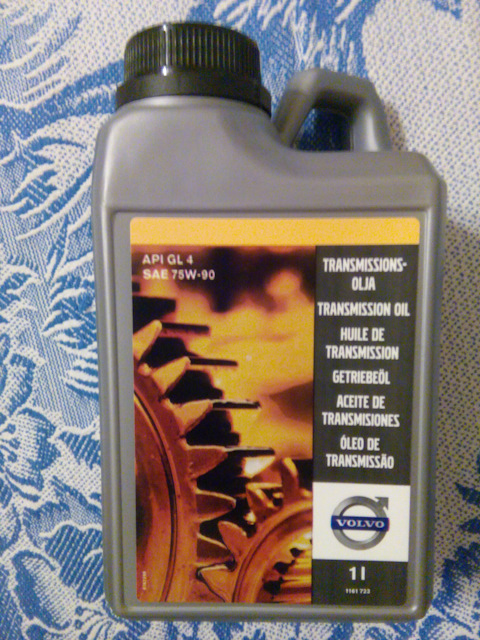 API GL 4
SAE 75W-90
TRANSMISSIONS-
OLJA
TRANSMISSION OIL
HUILE DE
TRANSMISSION
GETRIEBEÖL
ACEITE DE
TRANSMISIONES
ÓLEO DE
TRANSMISSÃO
VOLVO
1 l
1161 723